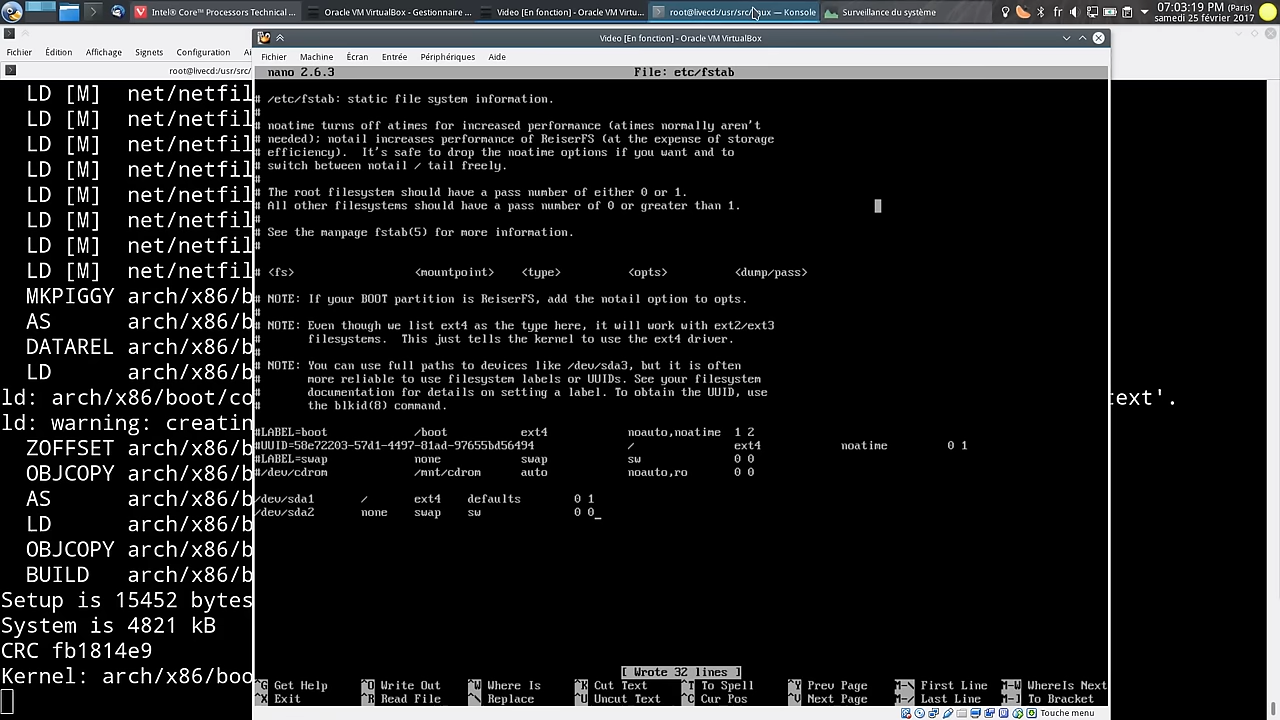 Intel® Core™ Processors Technical ...
Oracle VM VirtualBox - Gestionnaire ...
Video [En fonction] - Oracle VM Virtu...
root@livecd:/usr/src/linux — Konsole
Surveillance du système
fr
07:03:19 PM (Paris)
samedi 25 février 2017
Fichier Édition Affichage Signets Configuration
root@livecd:/usr/src/
Video [En fonction] - Oracle VM VirtualBox
Fichier Machine Écran Entrée Périphériques Aide
nano 2.6.3 File: etc/fstab
# /etc/fstab: static file system information.
#
# noatime turns off atimes for increased performance (atimes normally aren't
# needed); notail increases performance of ReiserFS (at the expense of storage
# efficiency). It's safe to drop the noatime options if you want and to
# switch between notail / tail freely.
#
# The root filesystem should have a pass number of either 0 or 1.
# All other filesystems should have a pass number of 0 or greater than 1.
#
# See the manpage fstab(5) for more information.
#
# <fs> <mountpoint> <type> <opts> <dump/pass>
# NOTE: If your BOOT partition is ReiserFS, add the notail option to opts.
#
# NOTE: Even though we list ext4 as the type here, it will work with ext2/ext3
# filesystems. This just tells the kernel to use the ext4 driver.
#
# NOTE: You can use full paths to devices like /dev/sda3, but it is often
# more reliable to use filesystem labels or UUIDs. See your filesystem
# documentation for details on setting a label. To obtain the UUID, use
# the blkid(8) command.
#LABEL=boot /boot ext4 noauto,noatime 1 2
#UUID=58e72203-57d1-4497-81ad-97655bd56494 / ext4 noatime 0 1
#LABEL=swap none swap sw 0 0
#/dev/cdrom /mnt/cdrom auto noauto,ro 0 0
/dev/sda1 / ext4 defaults 0 1
/dev/sda2 none swap sw 0 0_
[ Wrote 32 lines ]
^G Get Help ^O Write Out ^W Where Is ^K Cut Text ^T To Spell ^Y Prev Page M-\ First Line M-W WhereIs Next
^X Exit ^R Read File ^\ Replace ^U Uncut Text ^C Cur Pos ^V Next Page M-/ Last Line M-] To Bracket
Touche menu
LD [M] net/netfil
LD [M] net/netfil
LD [M] net/netfil
LD [M] net/netfil
LD [M] net/netfil
LD [M] net/netfil
LD [M] net/netfil
LD [M] net/netfil
MKPIGGY arch/x86/b
AS arch/x86/b
DATAREL arch/x86/b
LD arch/x86/b
ld: arch/x86/boot/co text'.
ld: warning: creatin
ZOFFSET arch/x86/b
OBJCOPY arch/x86/b
AS arch/x86/b
LD arch/x86/b
OBJCOPY arch/x86/b
BUILD arch/x86/b
Setup is 15452 bytes
System is 4821 kB
CRC fb1814e9
Kernel: arch/x86/boo